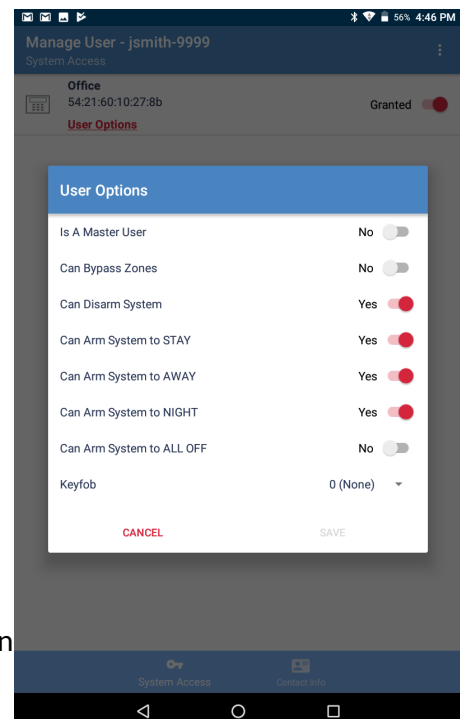 56% 4:46 PM
Manage User - jsmith-9999
System Access
Office
54:21:60:10:27:8b
Granted
User Options
User Options
Is A Master User No
Can Bypass Zones No
Can Disarm System Yes
Can Arm System to STAY Yes
Can Arm System to AWAY Yes
Can Arm System to NIGHT Yes
Can Arm System to ALL OFF No
Keyfob 0 (None)
CANCEL SAVE
n
System Access Contact Info